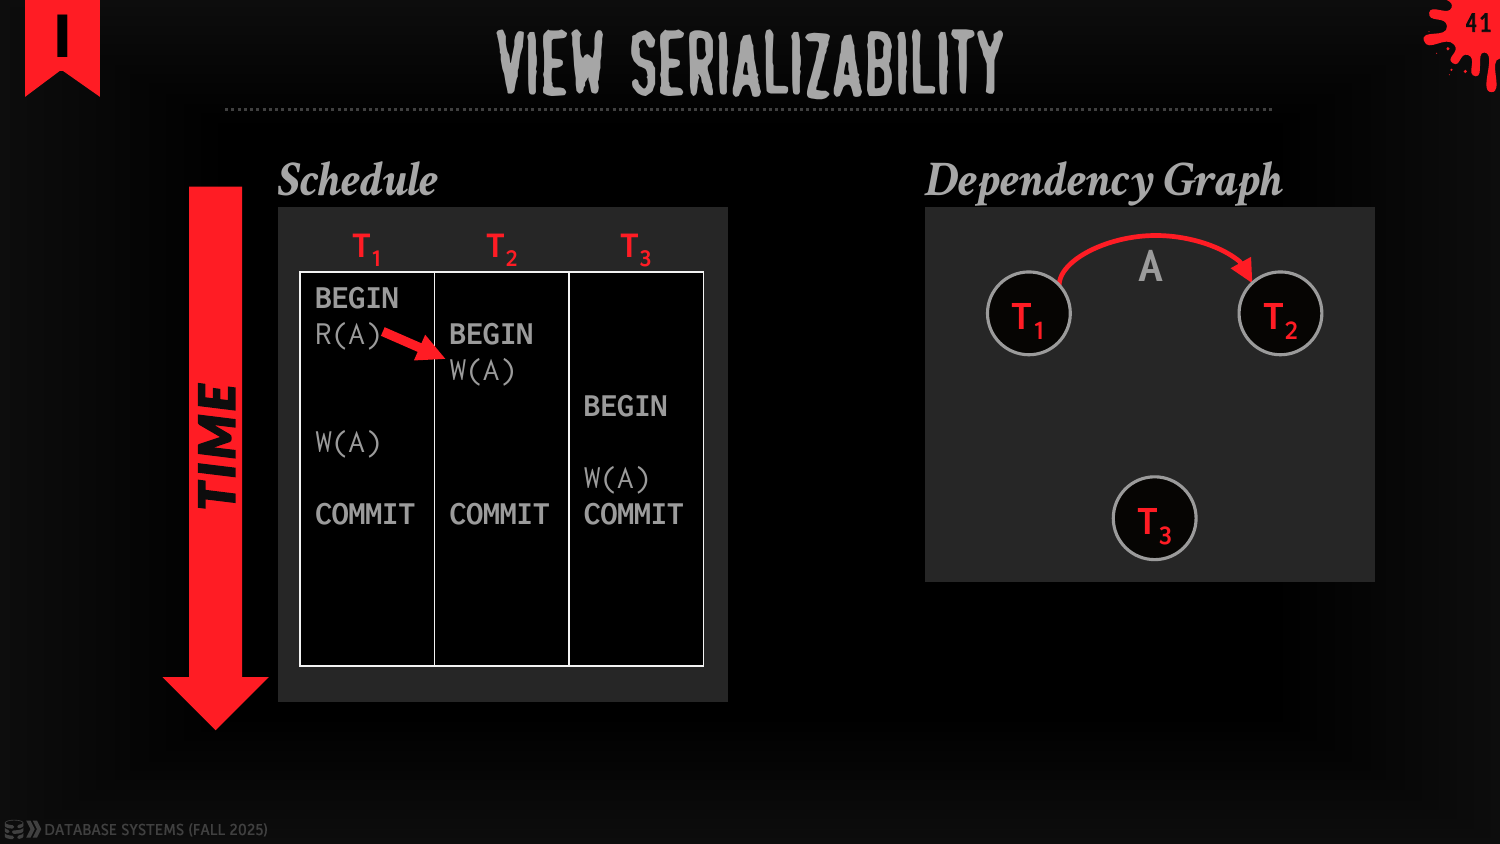 I
41
VIEW SERIALIZABILITY
Schedule
Dependency Graph
TIME
T1 T2 T3
BEGIN
R(A) BEGIN
W(A)
BEGIN
W(A)
W(A)
COMMIT COMMIT COMMIT
A
T1 T2
T3
DATABASE SYSTEMS (FALL 2025)